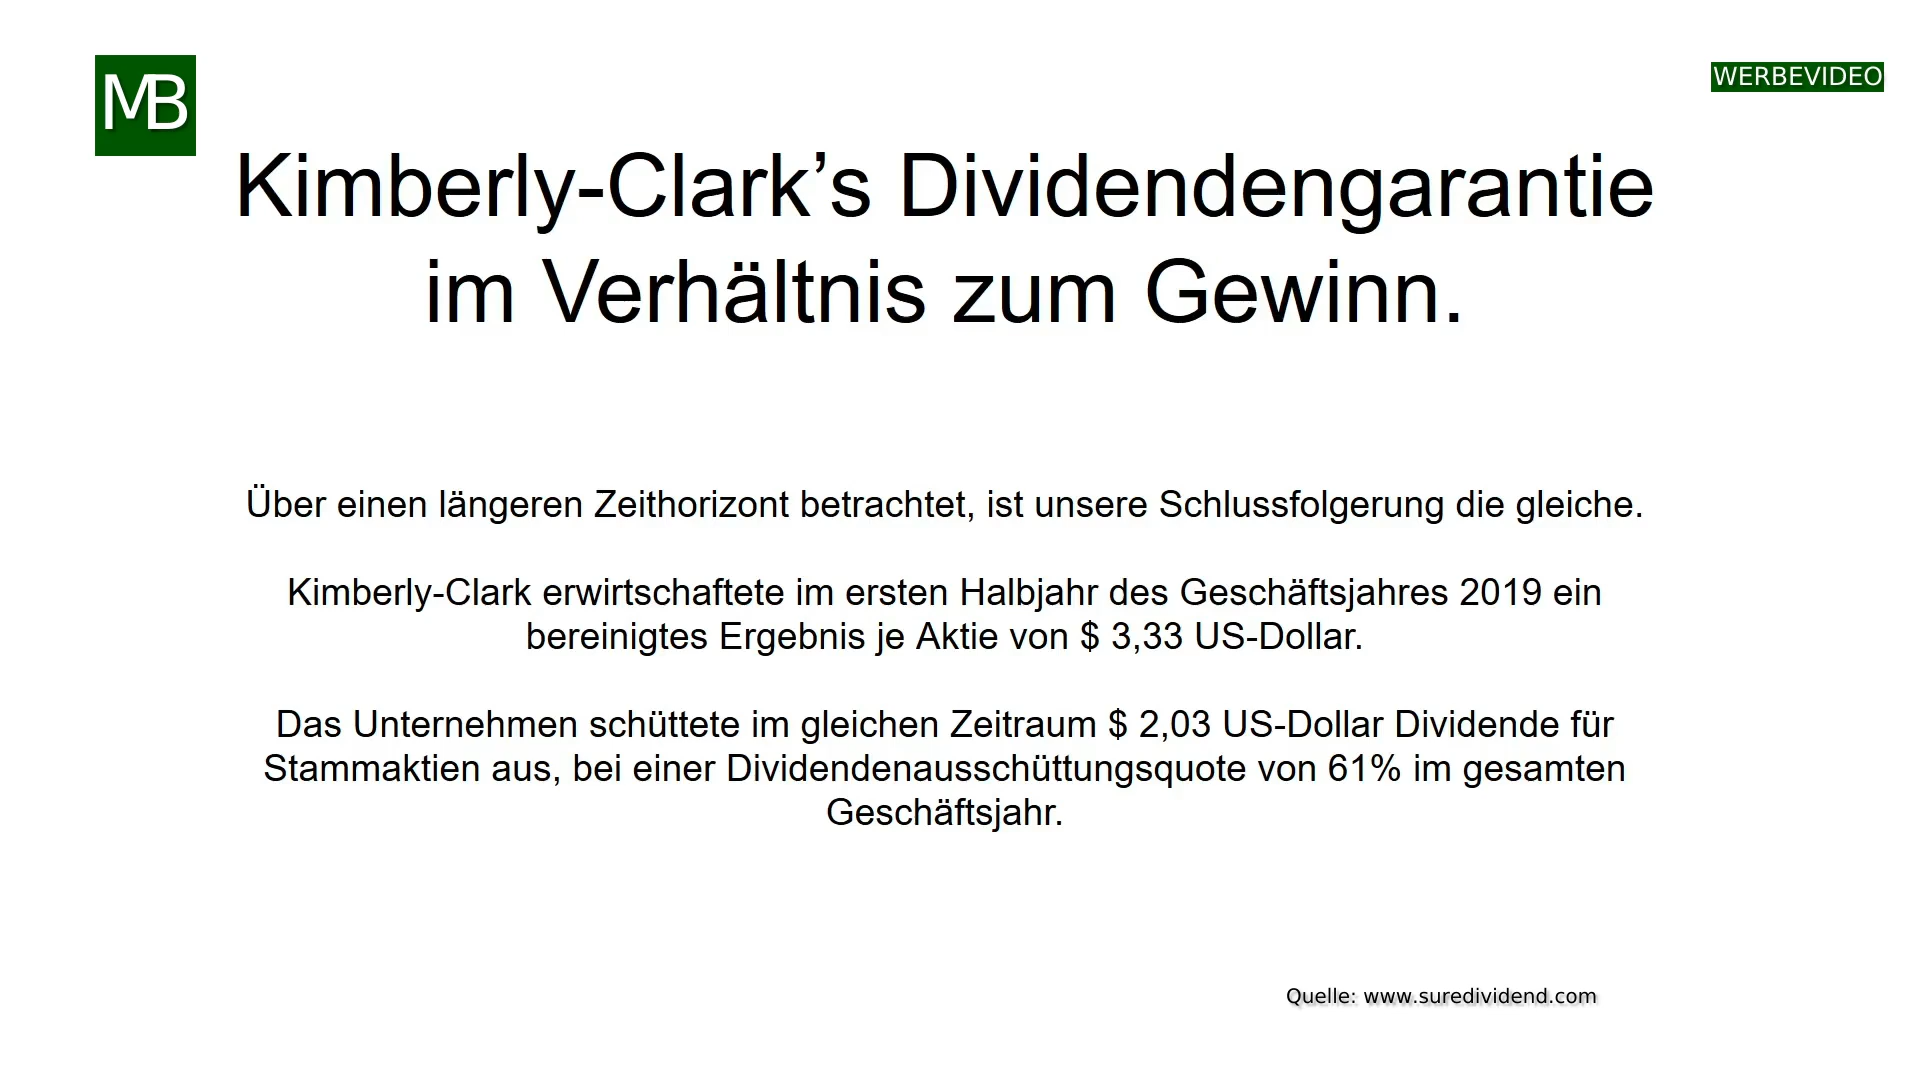 MB
WERBEVIDEO
Kimberly-Clark’s Dividendengarantie
im Verhältnis zum Gewinn.
Über einen längeren Zeithorizont betrachtet, ist unsere Schlussfolgerung die gleiche.
Kimberly-Clark erwirtschaftete im ersten Halbjahr des Geschäftsjahres 2019 ein
bereinigtes Ergebnis je Aktie von $ 3,33 US-Dollar.
Das Unternehmen schüttete im gleichen Zeitraum $ 2,03 US-Dollar Dividende für
Stammaktien aus, bei einer Dividendenausschüttungsquote von 61% im gesamten
Geschäftsjahr.
Quelle: www.suredividend.com